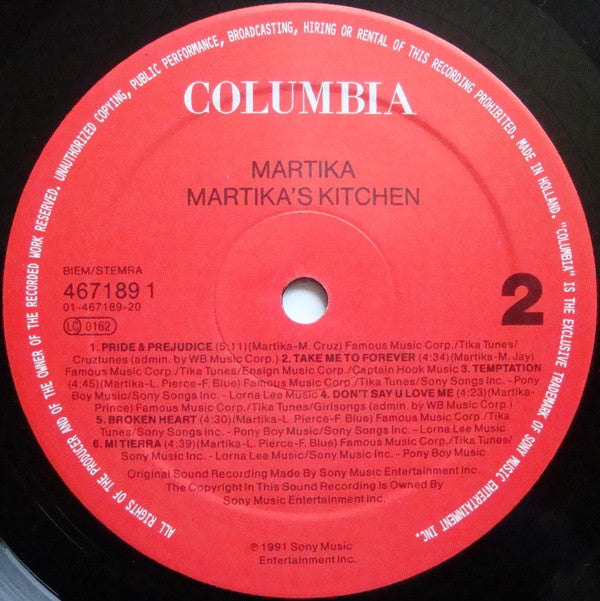 ALL RIGHTS OF THE PRODUCER AND OF THE OWNER OF THE RECORDED WORK RESERVED. UNAUTHORIZED COPYING, PUBLIC PERFORMANCE, BROADCASTING, HIRING OR RENTAL OF THIS RECORDING PROHIBITED. MADE IN HOLLAND. "COLUMBIA" IS THE EXCLUSIVE TRADEMARK OF SONY MUSIC ENTERTAINMENT INC.
COLUMBIA
MARTIKA
MARTIKA'S KITCHEN
BIEM/STEMRA
467189 1
01-467189-20
LC 0162
2
1. PRIDE & PREJUDICE (5:11)(Martika-M. Cruz) Famous Music Corp./Tika Tunes/
Cruztunes (admin. by WB Music Corp.) 2. TAKE ME TO FOREVER (4:34)(Martika-M. Jay)
Famous Music Corp./Tika Tunes/Ensign Music Corp./Captain Hook Music 3. TEMPTATION
(4:45)(Martika-L. Pierce-F. Blue) Famous Music Corp./Tika Tunes/Sony Songs Inc. - Pony
Boy Music/Sony Songs Inc. - Lorna Lee Music 4. DON'T SAY U LOVE ME (4:23)(Martika-
Prince) Famous Music Corp./Tika Tunes/Girlsongs (admin. by WB Music Corp.)
5. BROKEN HEART (4:30)(Martika-L. Pierce-F. Blue) Famous Music Corp./Tika
Tunes/Sony Songs Inc. - Pony Boy Music/Sony Songs Inc. - Lorna Lee Music
6. MI TIERRA (4:39)(Martika-L. Pierce-F. Blue) Famous Music Corp./Tika Tunes/
Sony Music Inc. - Lorna Lee Music/Sony Music Inc. - Pony Boy Music
Original Sound Recording Made By Sony Music Entertainment Inc.
The Copyright In This Sound Recording Is Owned By
Sony Music Entertainment Inc.
℗ 1991 Sony Music
Entertainment Inc.